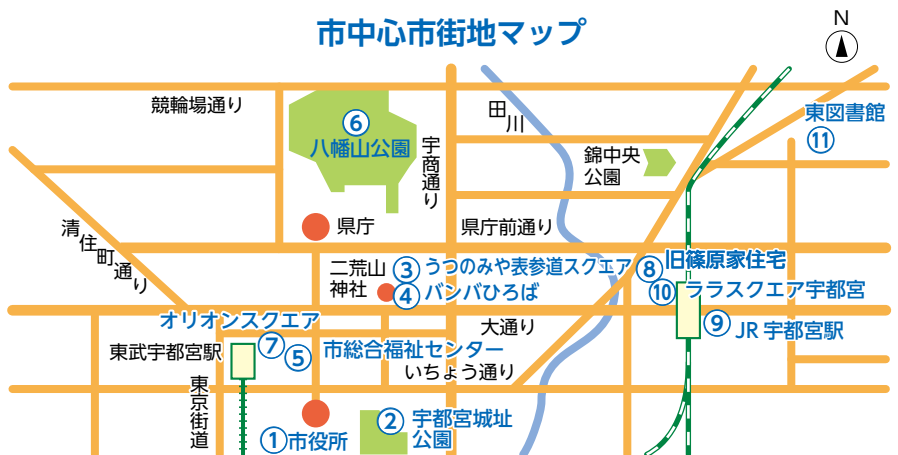 市中心市街地マップ
N
競輪場通り
田川
東図書館
⑪
⑥
八幡山公園
宇商通り
錦中央
公園
清住町通り
県庁
県庁前通り
二荒山
神社
③うつのみや表参道スクエア
④バンバひろば
⑧旧篠原家住宅
⑩ララスクエア宇都宮
オリオンスクエア
⑦
大通り
⑨JR宇都宮駅
東武宇都宮駅
⑤市総合福祉センター
いちょう通り
東京街道
①市役所
②宇都宮城址
公園